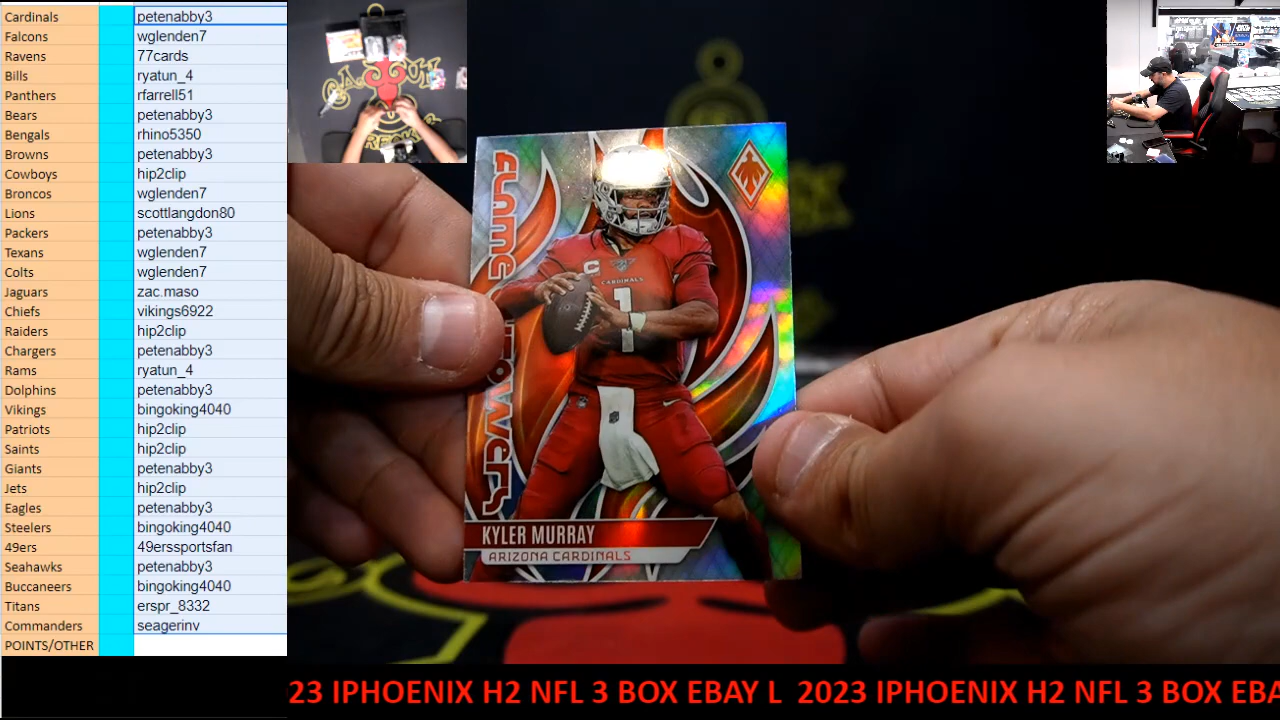 Cardinals petenabby3
Falcons wglenden7
Ravens 77cards
Bills ryatun_4
Panthers rfarrell51
Bears petenabby3
Bengals rhino5350
Browns petenabby3
Cowboys hip2clip
Broncos wglenden7
Lions scottlangdon80
Packers petenabby3
Texans wglenden7
Colts wglenden7
Jaguars zac.maso
Chiefs vikings6922
Raiders hip2clip
Chargers petenabby3
Rams ryatun_4
Dolphins petenabby3
Vikings bingoking4040
Patriots hip2clip
Saints hip2clip
Giants petenabby3
Jets hip2clip
Eagles petenabby3
Steelers bingoking4040
49ers 49erssportsfan
Seahawks petenabby3
Buccaneers bingoking4040
Titans erspr_8332
Commanders seagerinv
POINTS/OTHER
C
CARDINALS
1
KYLER MURRAY
ARIZONA CARDINALS
23 IPHOENIX H2 NFL 3 BOX EBAY L 2023 IPHOENIX H2 NFL 3 BOX EBA